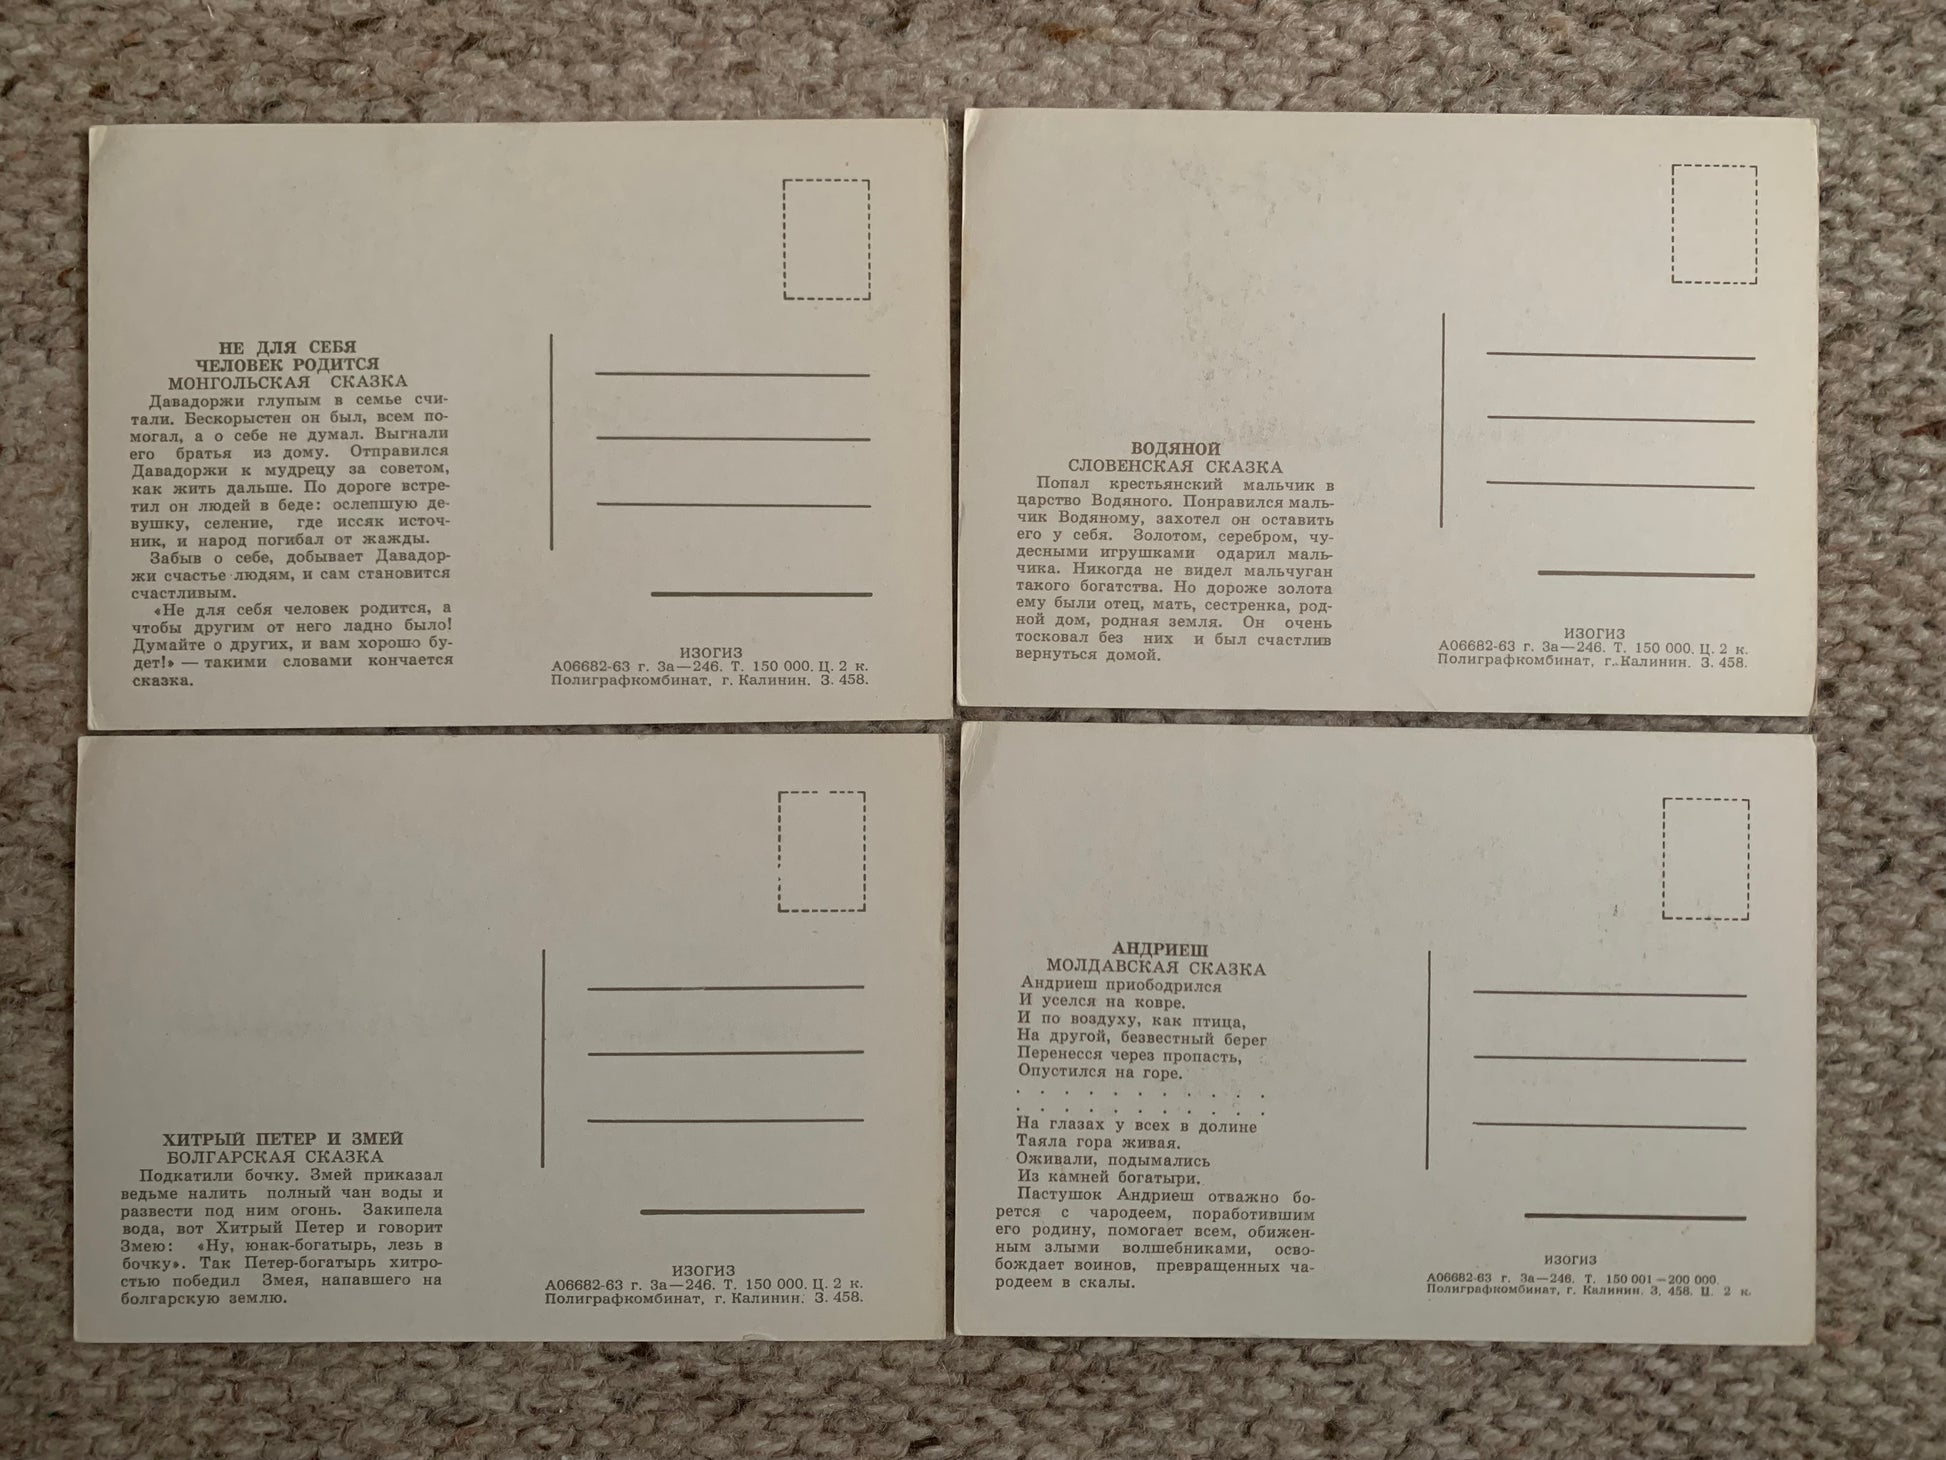 НЕ ДЛЯ СЕБЯ
ЧЕЛОВЕК РОДИТСЯ
МОНГОЛЬСКАЯ СКАЗКА
Давадоржи глупым в семье счи-
тали. Бескорыстен он был, всем по-
могал, а о себе не думал. Выгнали
его братья из дому. Отправился
Давадоржи к мудрецу за советом,
как жить дальше. По дороге встре-
тил он людей в беде: ослепшую де-
вушку, селение, где иссяк источ-
ник, и народ погибал от жажды.
Забыв о себе, добывает Давадор-
жи счастье людям, и сам становится
счастливым.
«Не для себя человек родится, а
чтобы другим от него ладно было!
Думайте о других, и вам хорошо бу-
дет!» — такими словами кончается
сказка.
ИЗОГИЗ
А06682-63 г. За—246. Т. 150 000. Ц. 2 к.
Полиграфкомбинат, г. Калинин. З. 458.
ВОДЯНОЙ
СЛОВЕНСКАЯ СКАЗКА
Попал крестьянский мальчик в
царство Водяного. Понравился маль-
чик Водяному, захотел он оставить
его у себя. Золотом, серебром, чу-
десными игрушками одарил маль-
чика. Никогда не видел мальчуган
такого богатства. Но дороже золота
ему были отец, мать, сестренка, род-
ной дом, родная земля. Он очень
тосковал без них и был счастлив
вернуться домой.
ИЗОГИЗ
А06682-63 г. За—246. Т. 150 000. Ц. 2 к.
Полиграфкомбинат, г. Калинин. З. 458.
ХИТРЫЙ ПЕТЕР И ЗМЕЙ
БОЛГАРСКАЯ СКАЗКА
Подкатили бочку. Змей приказал
ведьме налить полный чан воды и
развести под ним огонь. Закипела
вода, вот Хитрый Петер и говорит
Змею: «Ну, юнак-богатырь, лезь в
бочку». Так Петер-богатырь хитро-
стью победил Змея, напавшего на
болгарскую землю.
ИЗОГИЗ
А06682-63 г. За—246. Т. 150 000. Ц. 2 к.
Полиграфкомбинат, г. Калинин. З. 458.
АНДРИЕШ
МОЛДАВСКАЯ СКАЗКА
Андриеш приободрился
И уселся на ковре.
И по воздуху, как птица,
На другой, безвестный берег
Перенесся через пропасть,
Опустился на горе.
. . . . . . . . . . .
. . . . . . . . . . .
На глазах у всех в долине
Таяла гора живая.
Оживали, подымались
Из камней богатыри.
Пастушок Андриеш отважно бо-
рется с чародеем, поработившим
его родину, помогает всем, обижен-
ным злыми волшебниками, осво-
бождает воинов, превращенных ча-
родеем в скалы.
ИЗОГИЗ
А06682-63 г. За—246. Т. 150 001—200 000.
Полиграфкомбинат, г. Калинин. З. 458. Ц. 2 к.